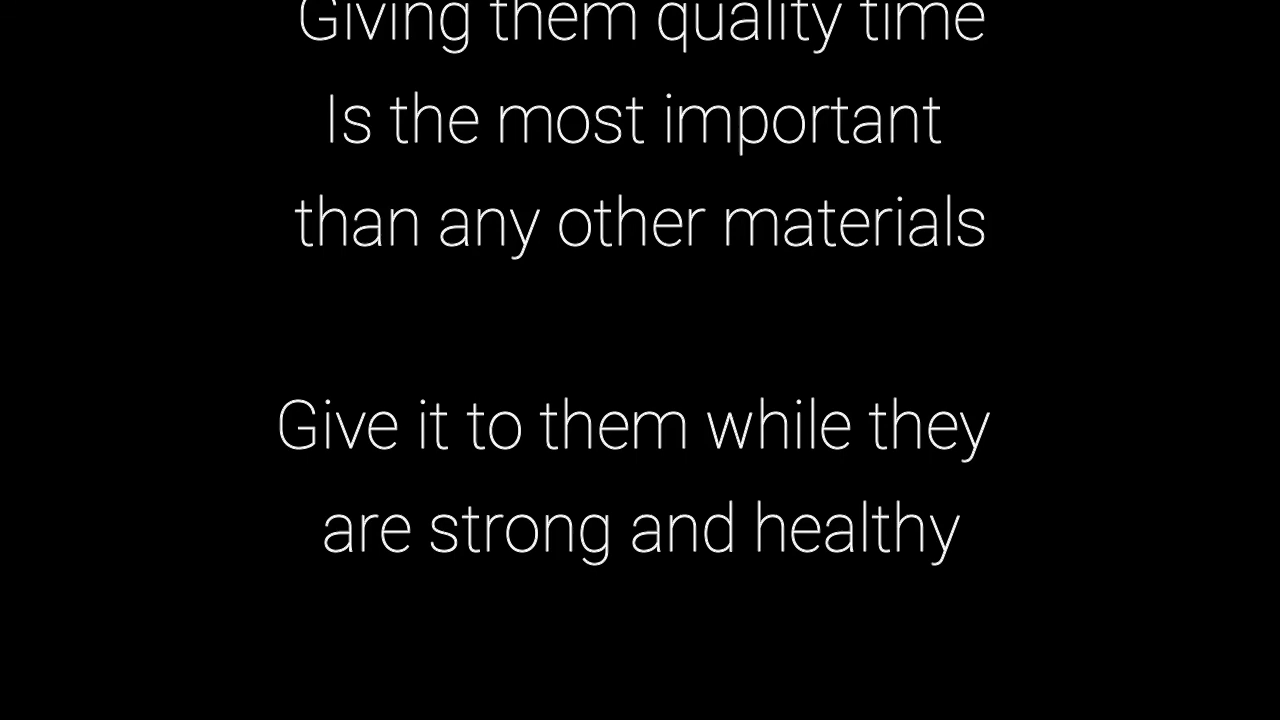 Giving them quality time
Is the most important
than any other materials
Give it to them while they
are strong and healthy